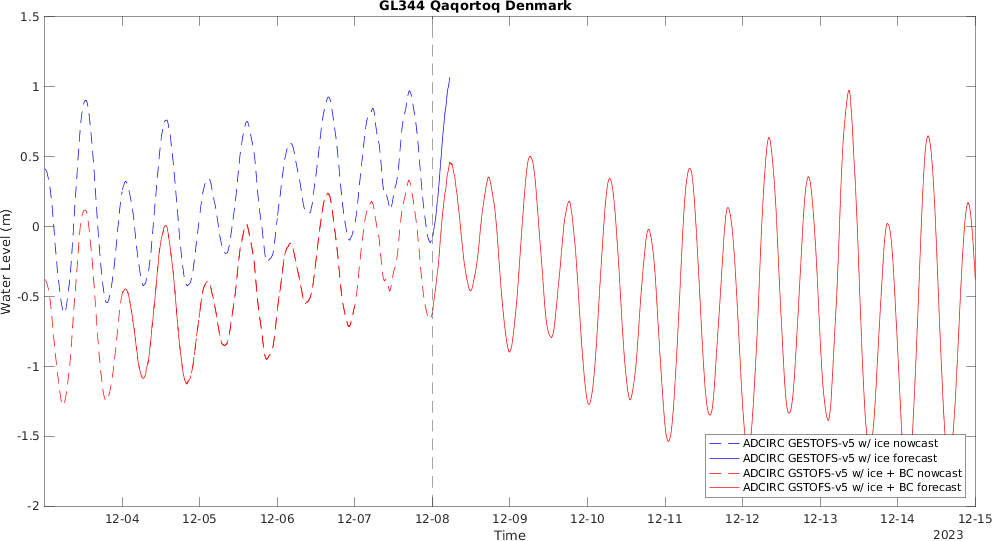 GL344 Qaqortoq Denmark
1.5
1
0.5
0
-0.5
-1
-1.5
-2
Water Level (m)
12-04 12-05 12-06 12-07 12-08 12-09 12-10 12-11 12-12 12-13 12-14 12-15
Time
2023
ADCIRC GESTOFS-v5 w/ ice nowcast
ADCIRC GESTOFS-v5 w/ ice forecast
ADCIRC GSTOFS-v5 w/ ice + BC nowcast
ADCIRC GSTOFS-v5 w/ ice + BC forecast